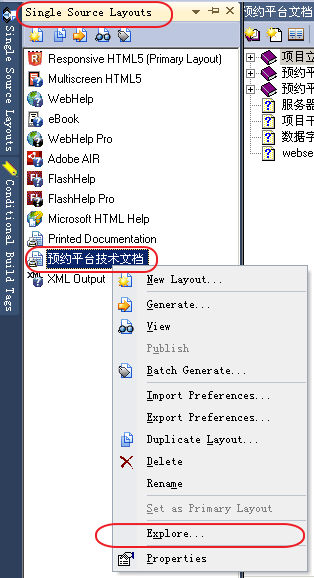 Single Source Layouts
Conditional Build Tags
Single Source Layouts
Responsive HTML5 (Primary Layout)
Multiscreen HTML5
WebHelp
eBook
WebHelp Pro
Adobe AIR
FlashHelp
FlashHelp Pro
Microsoft HTML Help
Printed Documentation
预约平台技术文档
XML Output
New Layout...
Generate...
View
Publish
Batch Generate...
Import Preferences...
Export Preferences...
Duplicate Layout...
Delete
Rename
Set as Primary Layout
Explore...
Properties
预约平台文档
项目立
预约平
预约平
服务器
项目干
数据字
webse